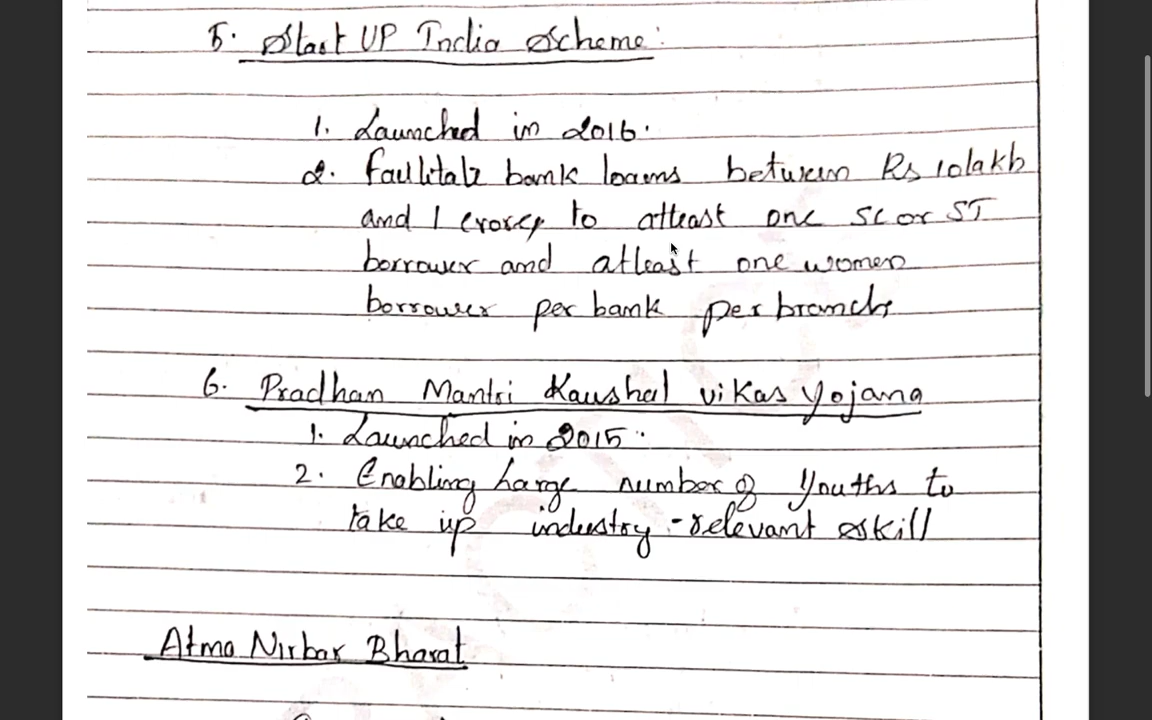 5. Start UP India Scheme:
1. Launched in 2016.
2. Facilitate bank loans between Rs 10lakh
and 1 crore to atleast one SC or ST
borrower and atleast one women
borrower per bank per branch
6. Pradhan Mantri Kaushal vikas Yojana
1. Launched in 2015.
2. Enabling large number of Youths to
take up industry-relevant skill
Atma Nirbar Bharat